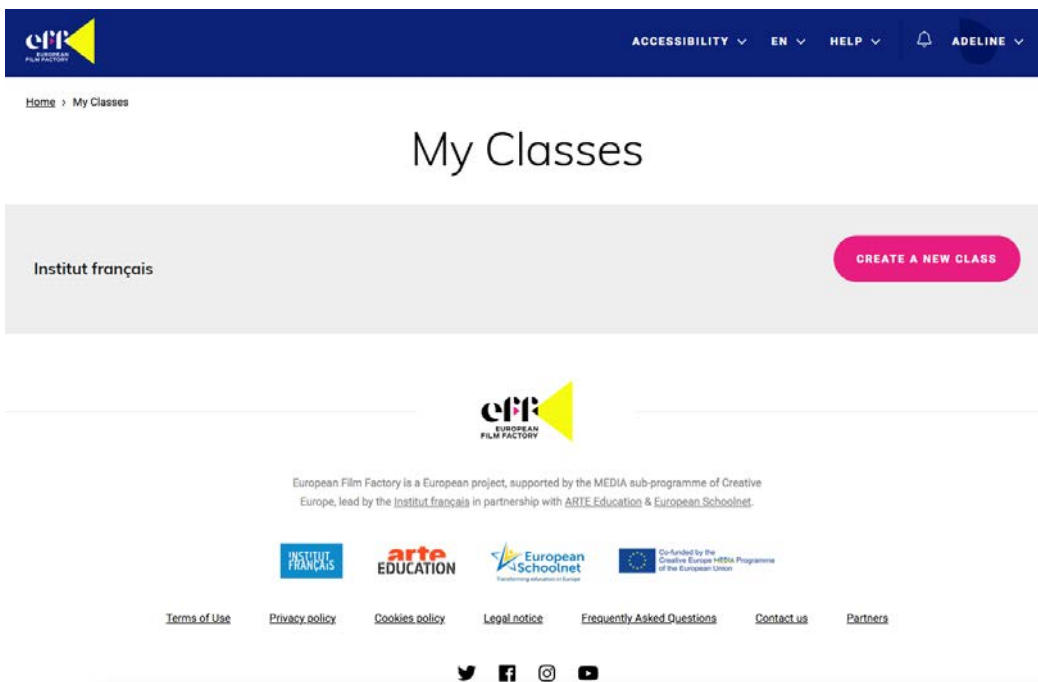 eff
EUROPEAN
FILM FACTORY
ACCESSIBILITY EN HELP ADELINE
Home > My Classes
My Classes
Institut français
CREATE A NEW CLASS
eff
EUROPEAN
FILM FACTORY
European Film Factory is a European project, supported by the MEDIA sub-programme of Creative
Europe, lead by the Institut français in partnership with ARTE Education & European Schoolnet.
INSTITUT
FRANÇAIS
arte
EDUCATION
European
Schoolnet
Transforming education in Europe
Co-funded by the
Creative Europe MEDIA Programme
of the European Union
Terms of Use Privacy policy Cookies policy Legal notice Frequently Asked Questions Contact us Partners